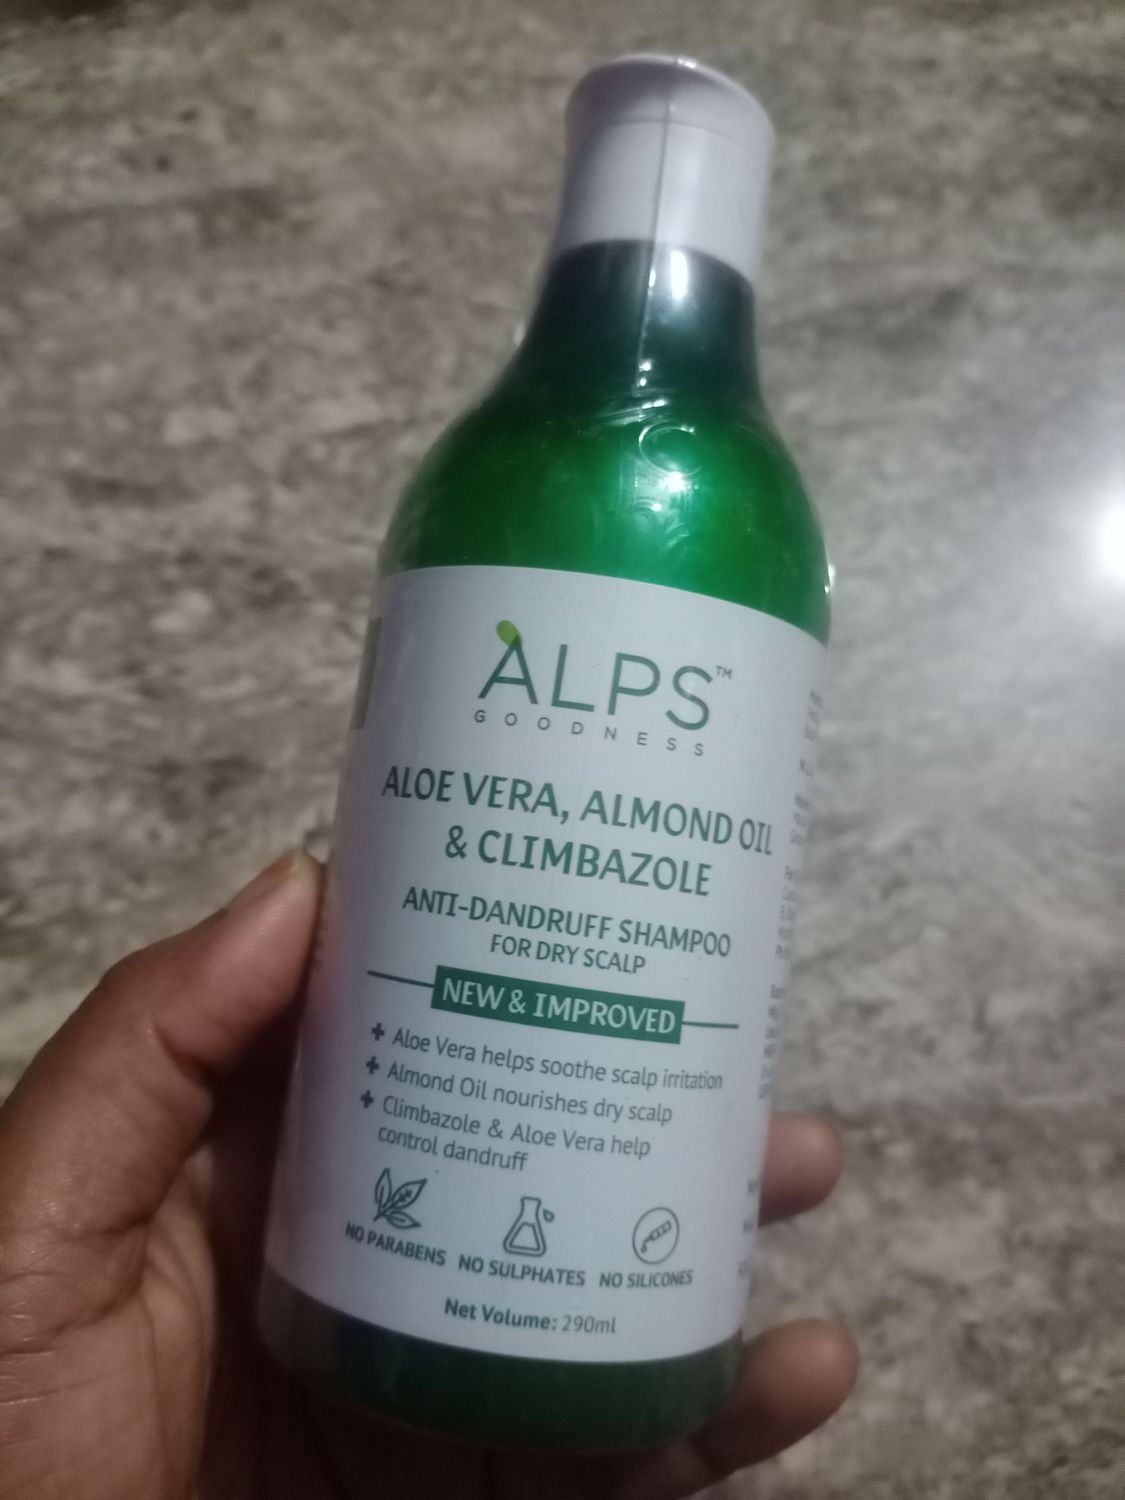 ALPS™
GOODNESS
ALOE VERA, ALMOND OIL
& CLIMBAZOLE
ANTI-DANDRUFF SHAMPOO
FOR DRY SCALP
NEW & IMPROVED
+ Aloe Vera helps soothe scalp irritation
+ Almond Oil nourishes dry scalp
+ Climbazole & Aloe Vera help
control dandruff
NO PARABENS
NO SULPHATES
NO SILICONES
Net Volume: 290ml